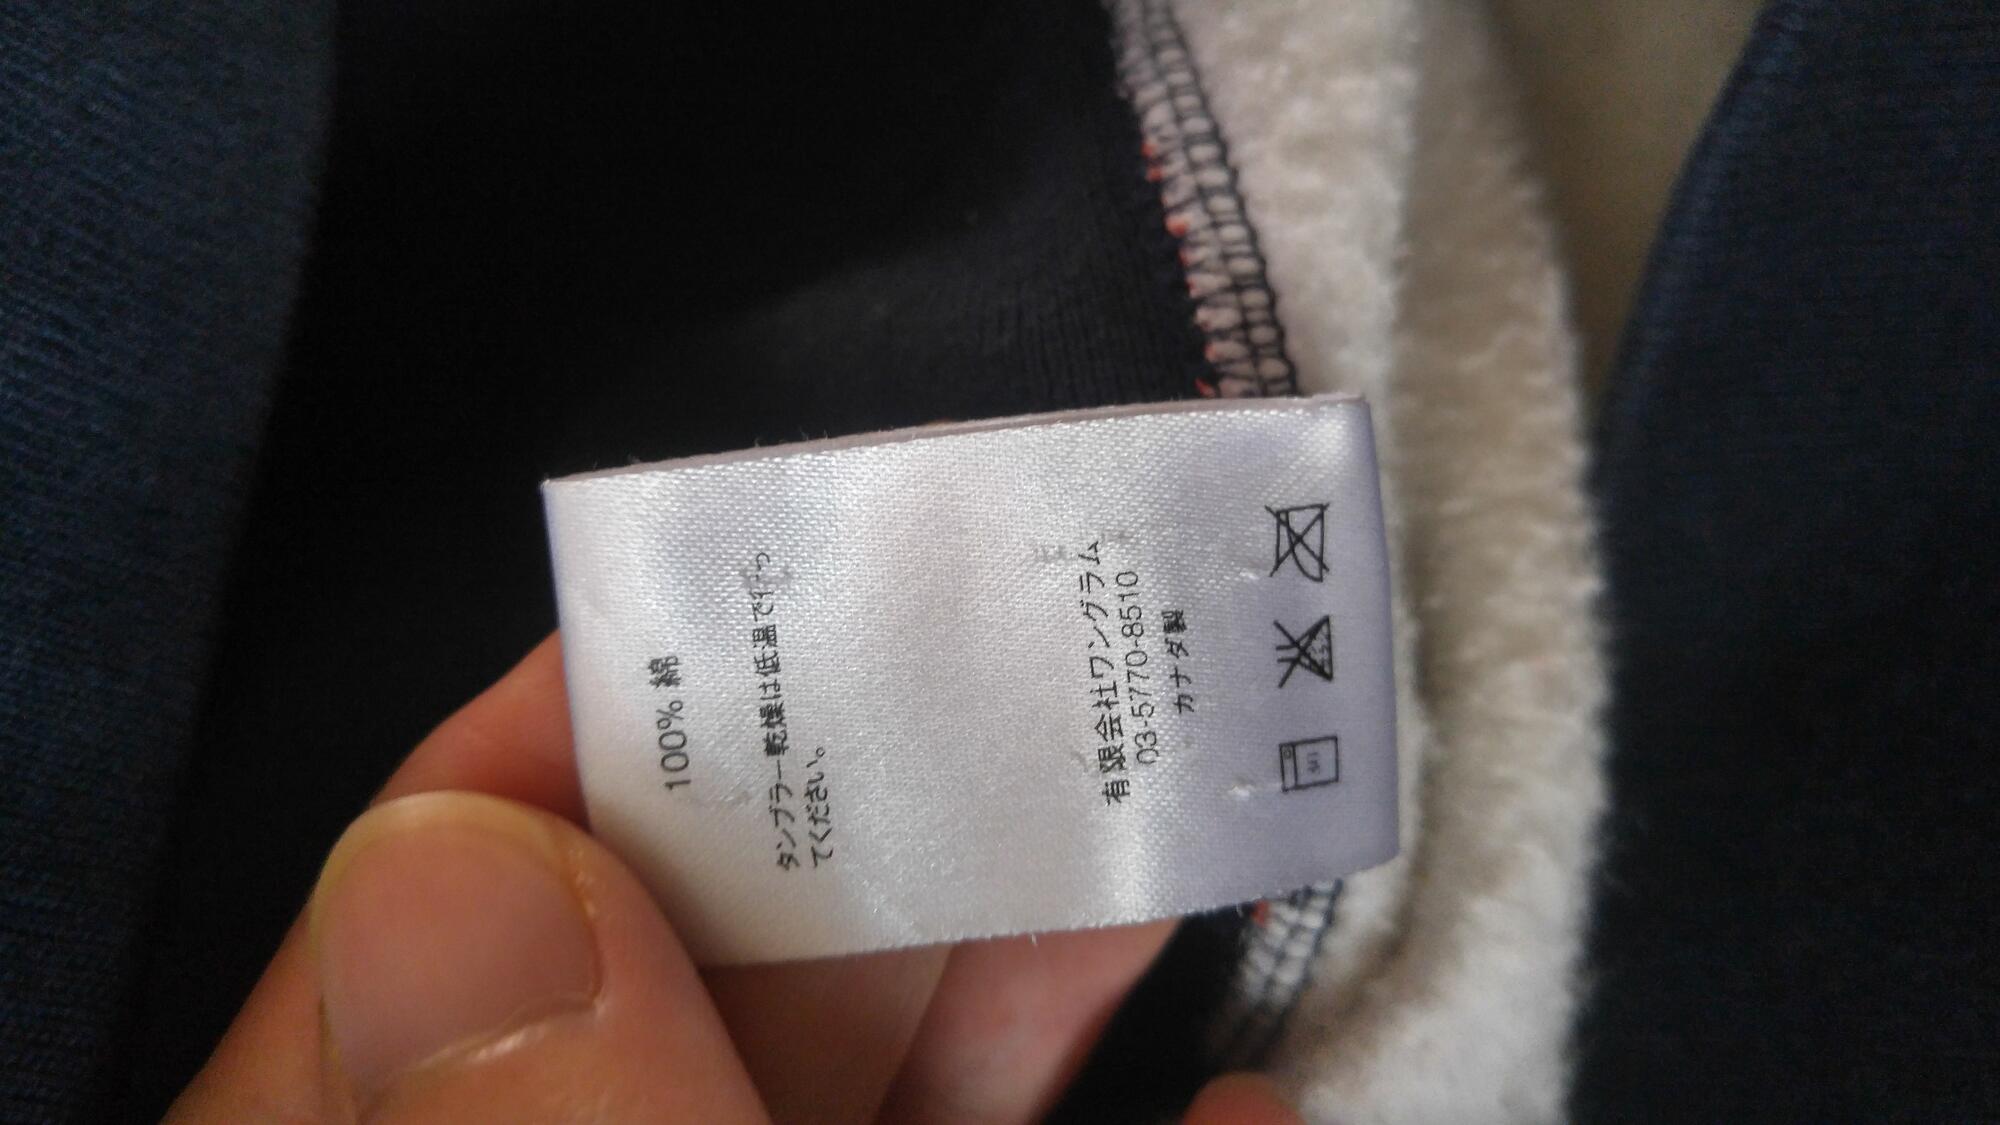 100% 綿
タンブラー乾燥は低温で行っ
てください。
有限会社ワングラム
03-5770-8510
カナダ製